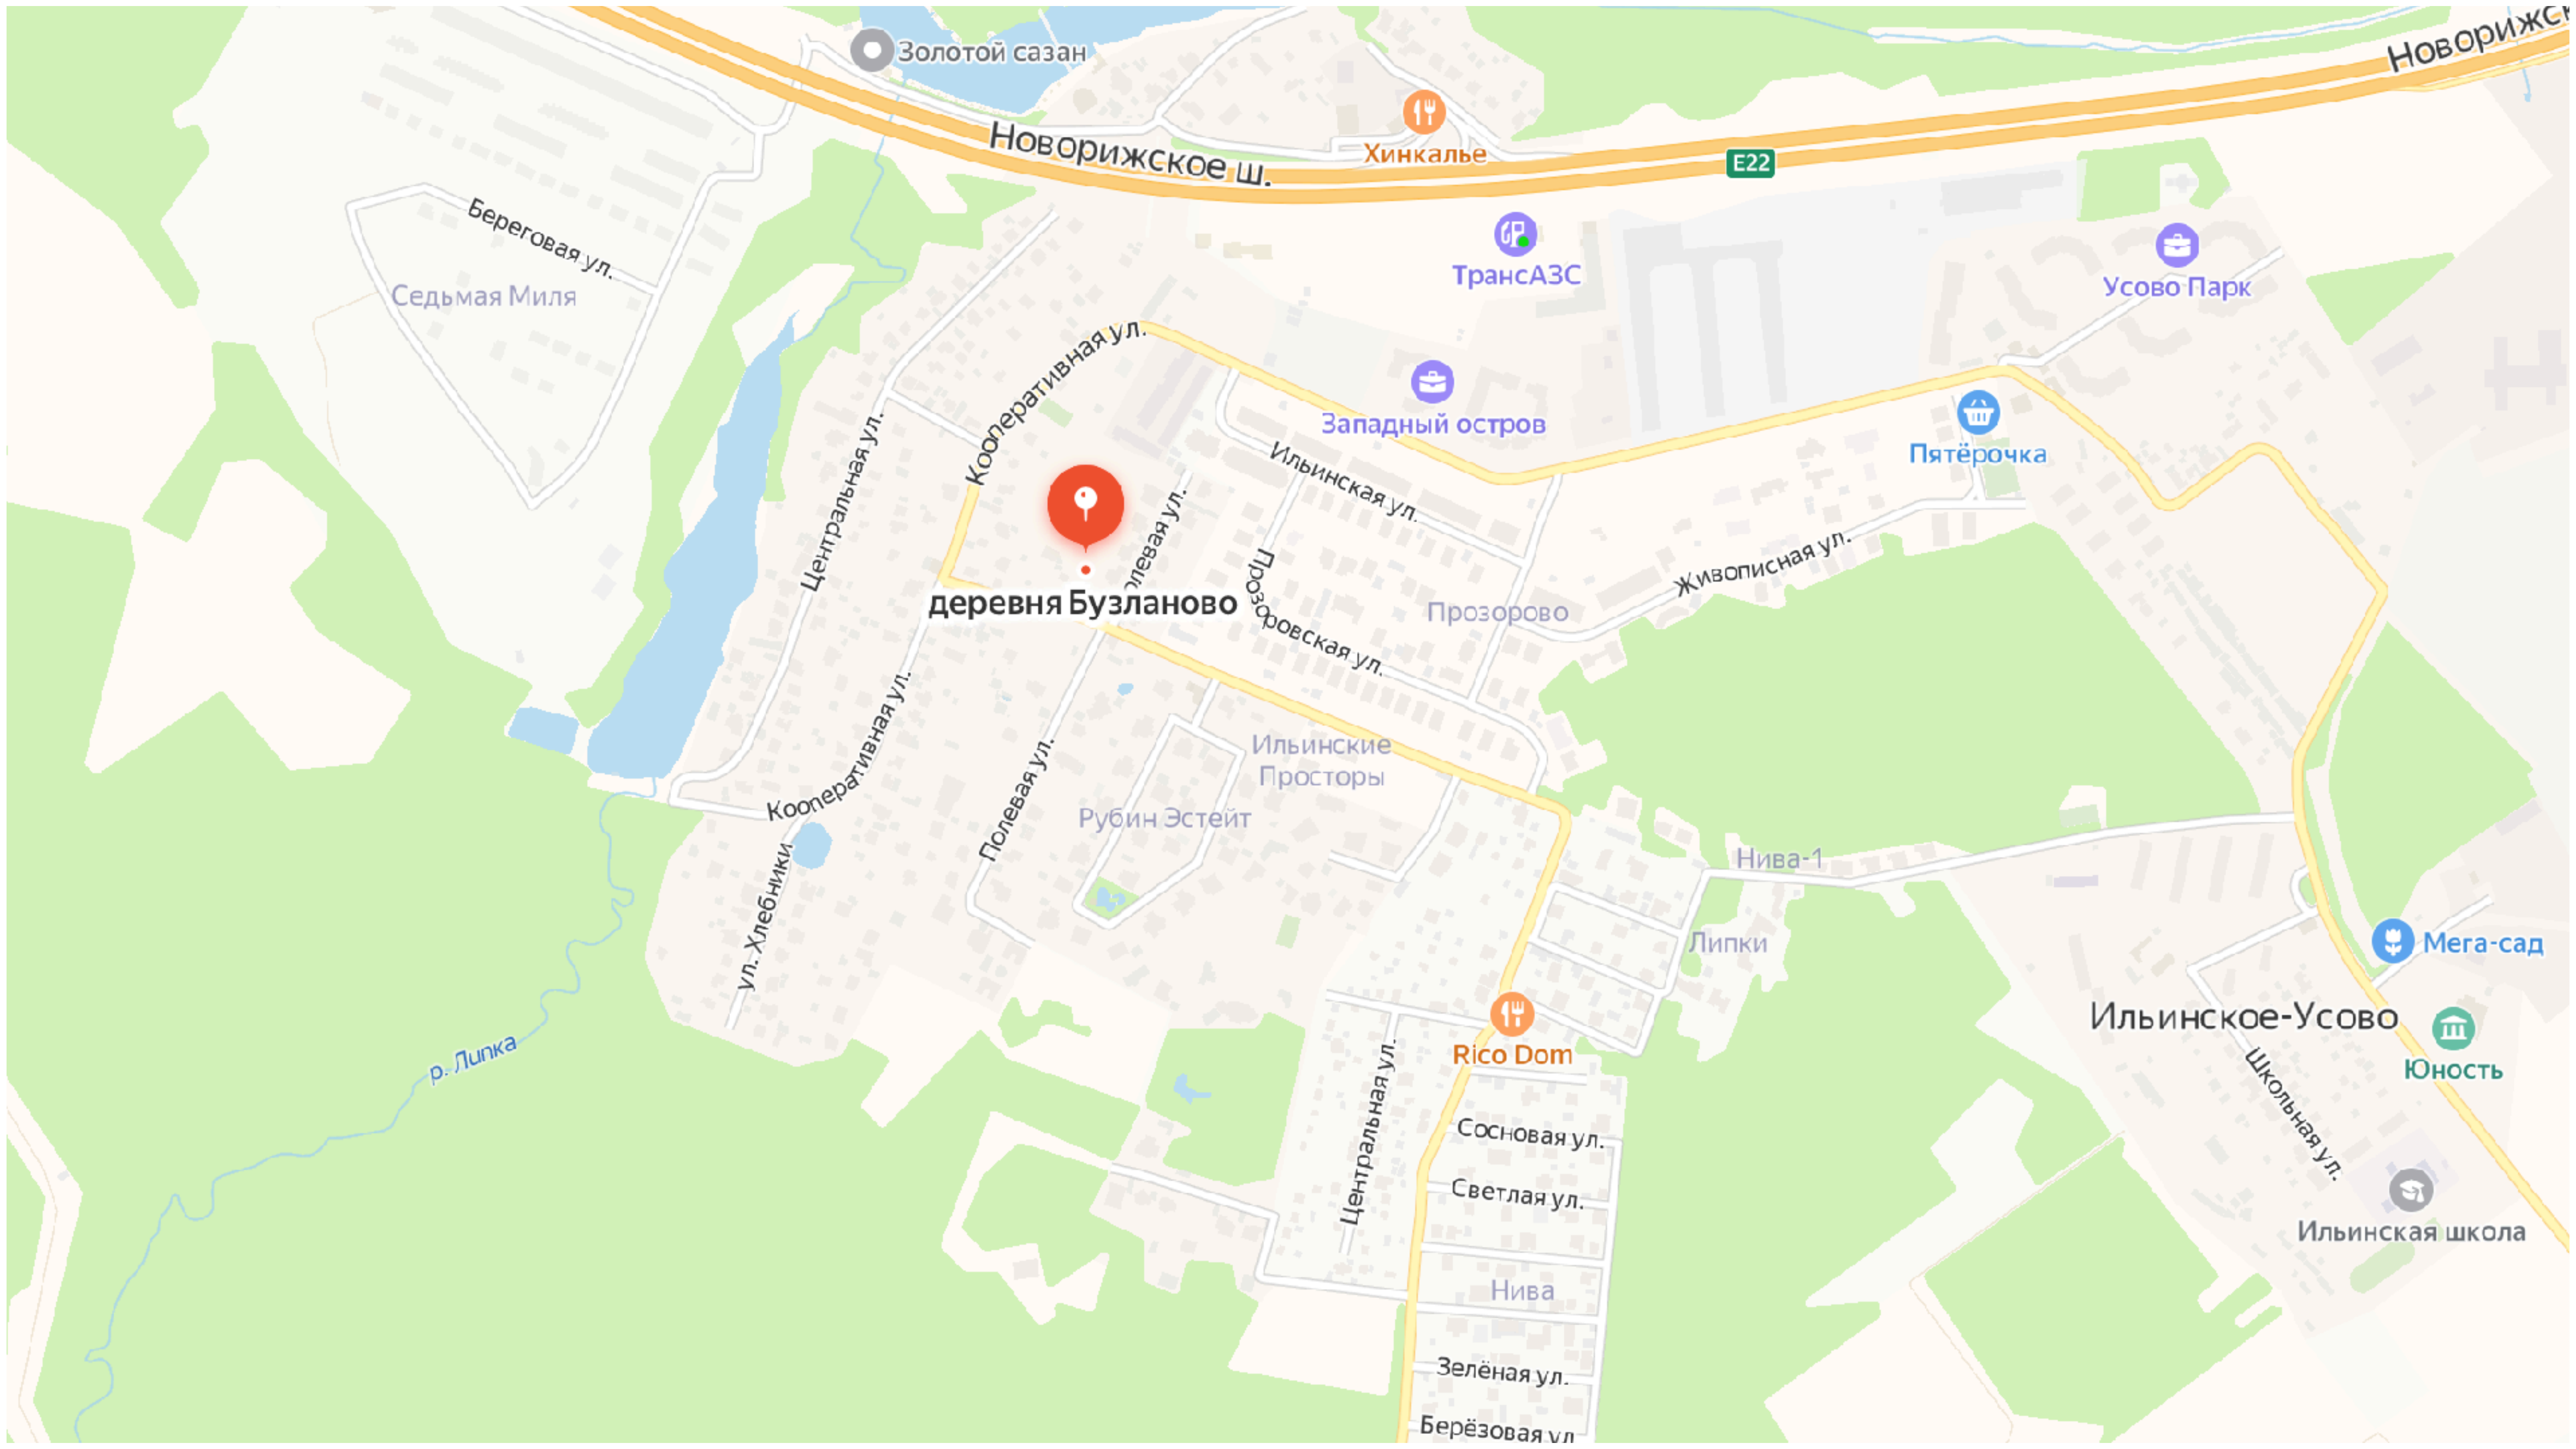 Новорижск
Золотой сазан
Новорижское ш.
Хинкалье
E22
Береговая ул.
ТрансАЗС
Усово Парк
Седьмая Миля
Кооперативная ул.
Западный остров
Пятёрочка
Центральная ул.
Ильинская ул.
Полевая ул.
Живописная ул.
деревня Бузланово
Прозорово
Прозоровская ул.
Кооперативная ул.
Ильинские
Просторы
Полевая ул.
Рубин Эстейт
Нива-1
ул. Хлебники
Липки
Мега-сад
Ильинское-Усово
р. Липка
Rico Dom
Юность
Центральная ул.
Школьная ул.
Сосновая ул.
Светлая ул.
Ильинская школа
Нива
Зелёная ул.
Берёзовая ул.